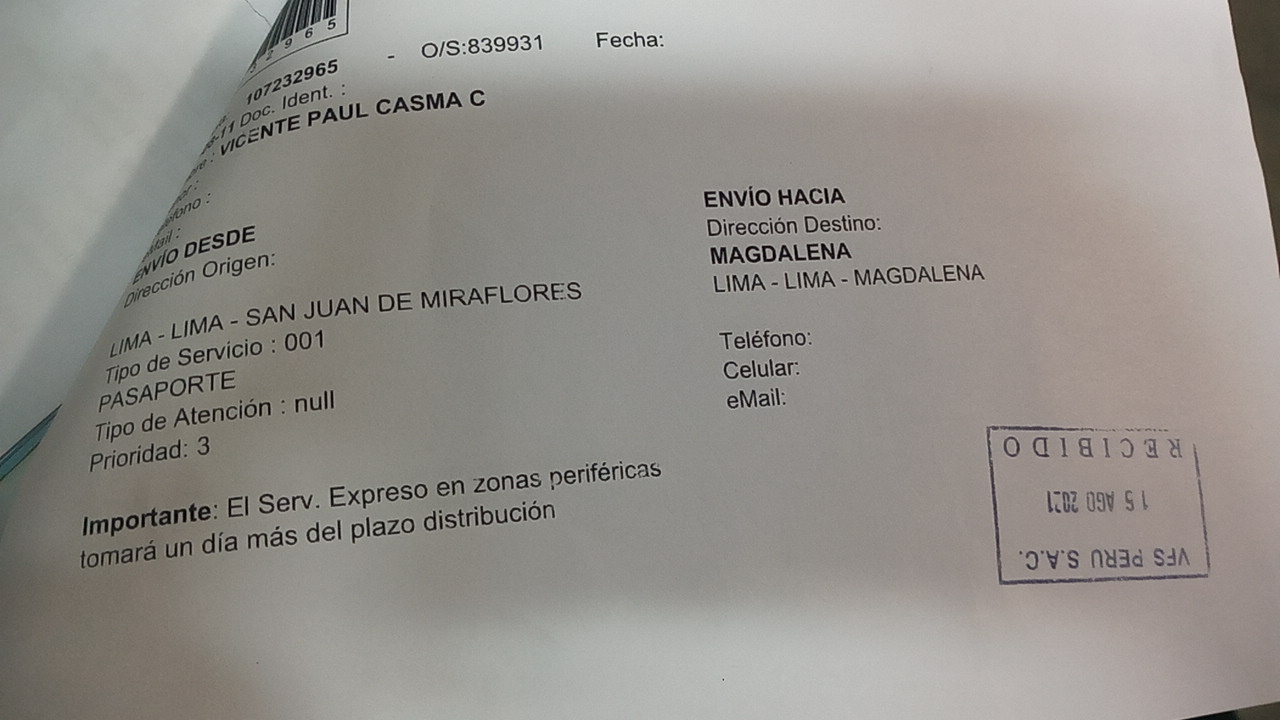 2965
107232965 - O/S:839931 Fecha:
Doc. Ident. :
: VICENTE PAUL CASMA C
ENVÍO DESDE
Dirección Origen:
LIMA - LIMA - SAN JUAN DE MIRAFLORES
Tipo de Servicio : 001
PASAPORTE
Tipo de Atención : null
Prioridad: 3
Importante: El Serv. Expreso en zonas periféricas
tomará un día más del plazo distribución
ENVÍO HACIA
Dirección Destino:
MAGDALENA
LIMA - LIMA - MAGDALENA
Teléfono:
Celular:
eMail:
VFS PERU S.A.C.
15 AGO 2021
RECIBIDO